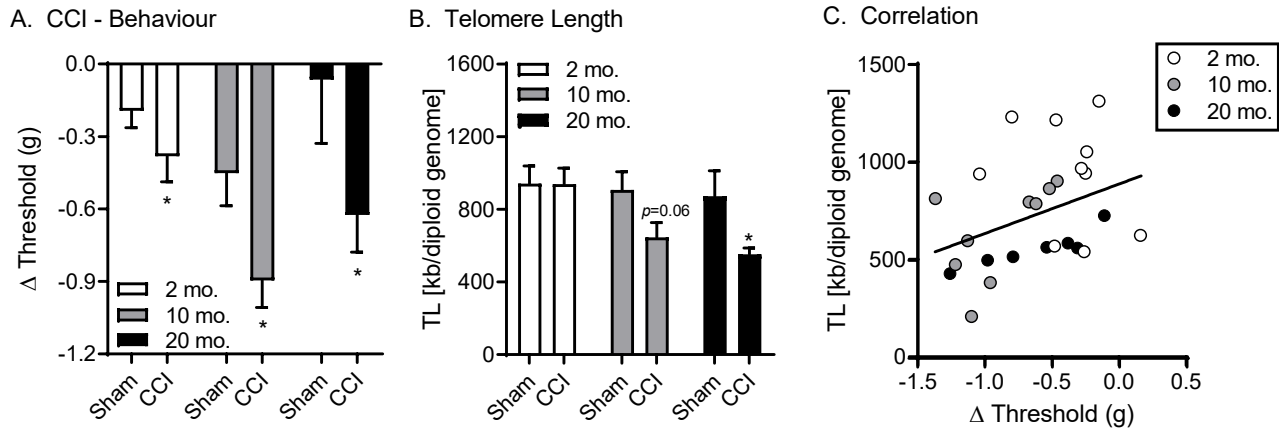 A. CCI - Behaviour
0.0
-0.3
-0.6
-0.9
-1.2
Δ Threshold (g)
*
*
*
2 mo.
10 mo.
20 mo.
Sham CCI Sham CCI Sham CCI
B. Telomere Length
1600
1200
800
400
0
TL [kb/diploid genome]
2 mo.
10 mo.
20 mo.
p=0.06
*
Sham CCI Sham CCI Sham CCI
C. Correlation
1500
1000
500
0
TL [kb/diploid genome]
2 mo.
10 mo.
20 mo.
-1.5 -1.0 -0.5 0.0 0.5
Δ Threshold (g)